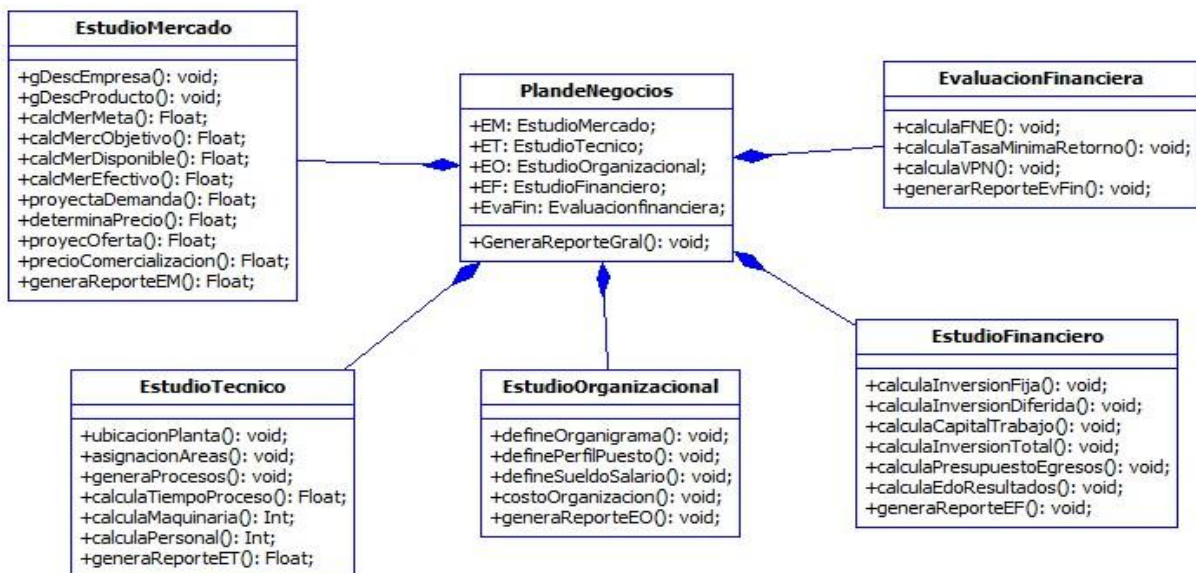 EstudioMercado
+gDescEmpresa(): void;
+gDescProducto(): void;
+calcMerMeta(): Float;
+calcMercObjetivo(): Float;
+calcMerDisponible(): Float;
+calcMerEfectivo(): Float;
+proyectaDemanda(): Float;
+determinaPrecio(): Float;
+proyecOferta(): Float;
+precioComercializacion(): Float;
+generaReporteEM(): Float;
PlandeNegocios
+EM: EstudioMercado;
+ET: EstudioTecnico;
+EO: EstudioOrganizacional;
+EF: EstudioFinanciero;
+EvaFin: Evaluacionfinanciera;
+GeneraReporteGral(): void;
EvaluacionFinanciera
+calculaFNE(): void;
+calculaTasaMinimaRetorno(): void;
+calculaVPN(): void;
+generarReporteEvFin(): void;
EstudioTecnico
+ubicacionPlanta(): void;
+asignacionAreas(): void;
+generaProcesos(): void;
+calculaTiempoProceso(): Float;
+calculaMaquinaria(): Int;
+calculaPersonal(): Int;
+generaReporteET(): Float;
EstudioOrganizacional
+defineOrganigrama(): void;
+definePerfilPuesto(): void;
+defineSueldoSalario(): void;
+costoOrganizacion(): void;
+generaReporteEO(): void;
EstudioFinanciero
+calculaInversionFija(): void;
+calculaInversionDiferida(): void;
+calculaCapitalTrabajo(): void;
+calculaInversionTotal(): void;
+calculaPresupuestoEgresos(): void;
+calculaEdoResultados(): void;
+generaReporteEF(): void;